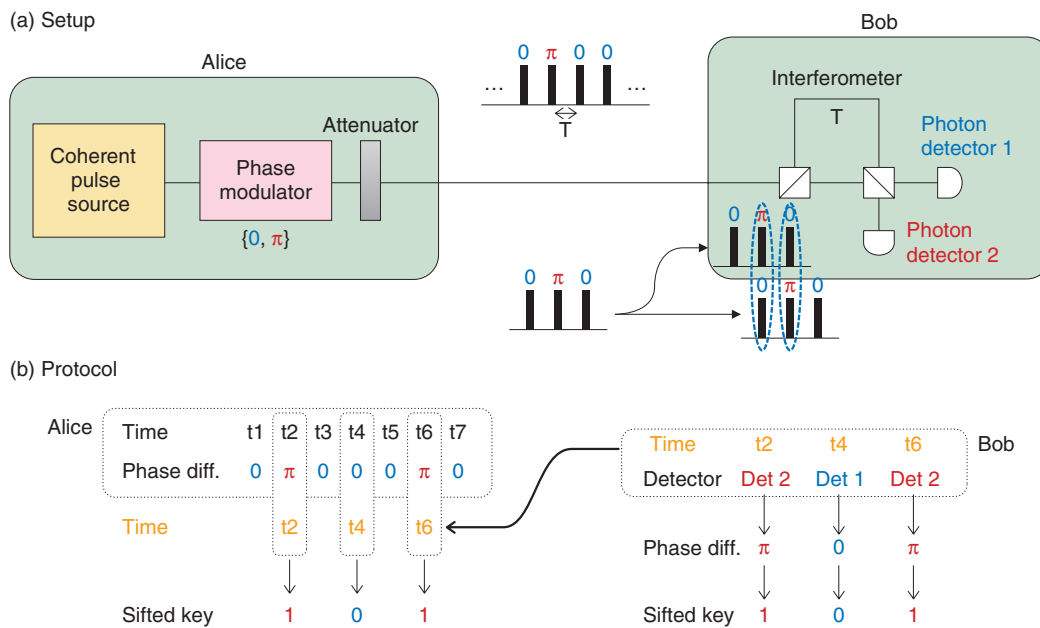 (a) Setup
Bob
Alice
0 π 0 0
... ...
T
Interferometer
T
Attenuator
Coherent
pulse
source
Phase
modulator
{0, π}
Photon
detector 1
Photon
detector 2
0 π 0
0 π 0
0 π 0
(b) Protocol
Alice
Time t1 t2 t3 t4 t5 t6 t7
Phase diff. 0 π 0 0 0 π 0
Time t2 t4 t6
Sifted key 1 0 1
Bob
Time t2 t4 t6
Detector Det 2 Det 1 Det 2
Phase diff. π 0 π
Sifted key 1 0 1